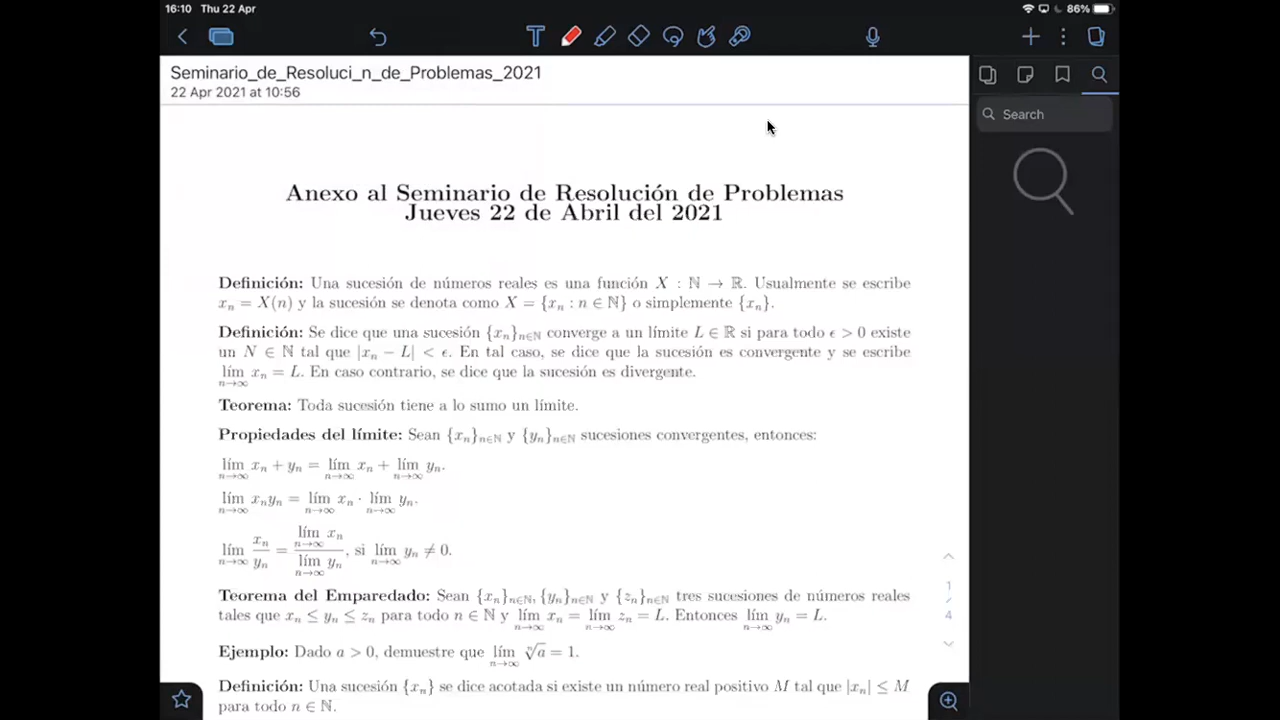 16:10 Thu 22 Apr 86%
Seminario_de_Resoluci_n_de_Problemas_2021
22 Apr 2021 at 10:56
Search
Anexo al Seminario de Resolución de Problemas
Jueves 22 de Abril del 2021
Definición: Una sucesión de números reales es una función X : ℕ → ℝ. Usualmente se escribe
xₙ = X(n) y la sucesión se denota como X = {xₙ : n ∈ ℕ} o simplemente {xₙ}.
Definición: Se dice que una sucesión {xₙ}ₙ∈ℕ converge a un límite L ∈ ℝ si para todo ϵ > 0 existe
un N ∈ ℕ tal que |xₙ − L| < ϵ. En tal caso, se dice que la sucesión es convergente y se escribe
lím n→∞ xₙ = L. En caso contrario, se dice que la sucesión es divergente.
Teorema: Toda sucesión tiene a lo sumo un límite.
Propiedades del límite: Sean {xₙ}ₙ∈ℕ y {yₙ}ₙ∈ℕ sucesiones convergentes, entonces:
lím n→∞ xₙ + yₙ = lím n→∞ xₙ + lím n→∞ yₙ.
lím n→∞ xₙyₙ = lím n→∞ xₙ · lím n→∞ yₙ.
lím n→∞ xₙ/yₙ = lím n→∞ xₙ / lím n→∞ yₙ, si lím n→∞ yₙ ≠ 0.
Teorema del Emparedado: Sean {xₙ}ₙ∈ℕ, {yₙ}ₙ∈ℕ y {zₙ}ₙ∈ℕ tres sucesiones de números reales
tales que xₙ ≤ yₙ ≤ zₙ para todo n ∈ ℕ y lím n→∞ xₙ = lím n→∞ zₙ = L. Entonces lím n→∞ yₙ = L.
Ejemplo: Dado a > 0, demuestre que lím n→∞ ⁿ√a = 1.
Definición: Una sucesión {xₙ} se dice acotada si existe un número real positivo M tal que |xₙ| ≤ M
para todo n ∈ ℕ.
1
/
4